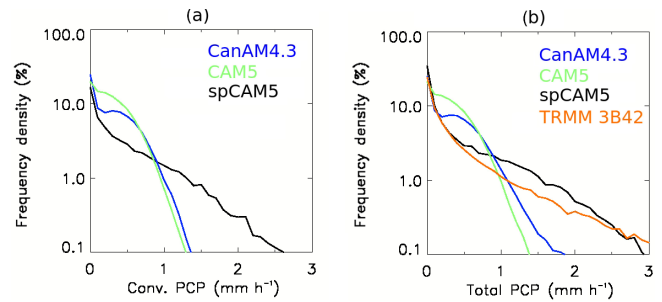 (a)
100.0
10.0
1.0
0.1
Frequency density (%)
CanAM4.3
CAM5
spCAM5
0
1
2
3
Conv. PCP (mm h⁻¹)
(b)
100.0
10.0
1.0
0.1
Frequency density (%)
CanAM4.3
CAM5
spCAM5
TRMM 3B42
0
1
2
3
Total PCP (mm h⁻¹)